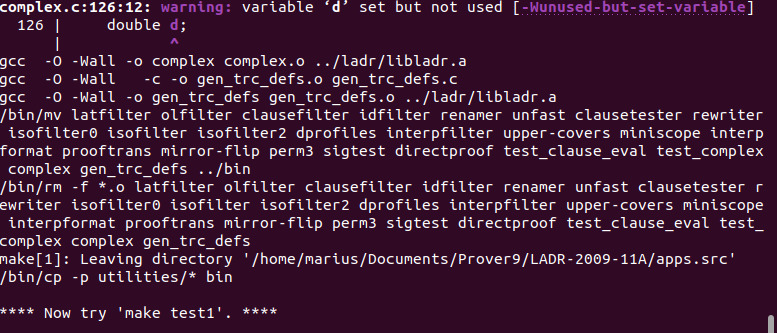 complex.c:126:12: warning: variable ‘d’ set but not used [-Wunused-but-set-variable]
  126 |     double d;
      |            ^
gcc  -O -Wall -o complex complex.o ../ladr/libladr.a
gcc  -O -Wall   -c -o gen_trc_defs.o gen_trc_defs.c
gcc  -O -Wall -o gen_trc_defs gen_trc_defs.o ../ladr/libladr.a
/bin/mv latfilter olfilter clausefilter idfilter renamer unfast clausetester rewriter
 isofilter0 isofilter isofilter2 dprofiles interpfilter upper-covers miniscope interp
format prooftrans mirror-flip perm3 sigtest directproof test_clause_eval test_complex
 complex gen_trc_defs ../bin
/bin/rm -f *.o latfilter olfilter clausefilter idfilter renamer unfast clausetester r
ewriter isofilter0 isofilter isofilter2 dprofiles interpfilter upper-covers miniscope
 interpformat prooftrans mirror-flip perm3 sigtest directproof test_clause_eval test_
complex complex gen_trc_defs
make[1]: Leaving directory '/home/marius/Documents/Prover9/LADR-2009-11A/apps.src'
/bin/cp -p utilities/* bin

**** Now try 'make test1'. ****